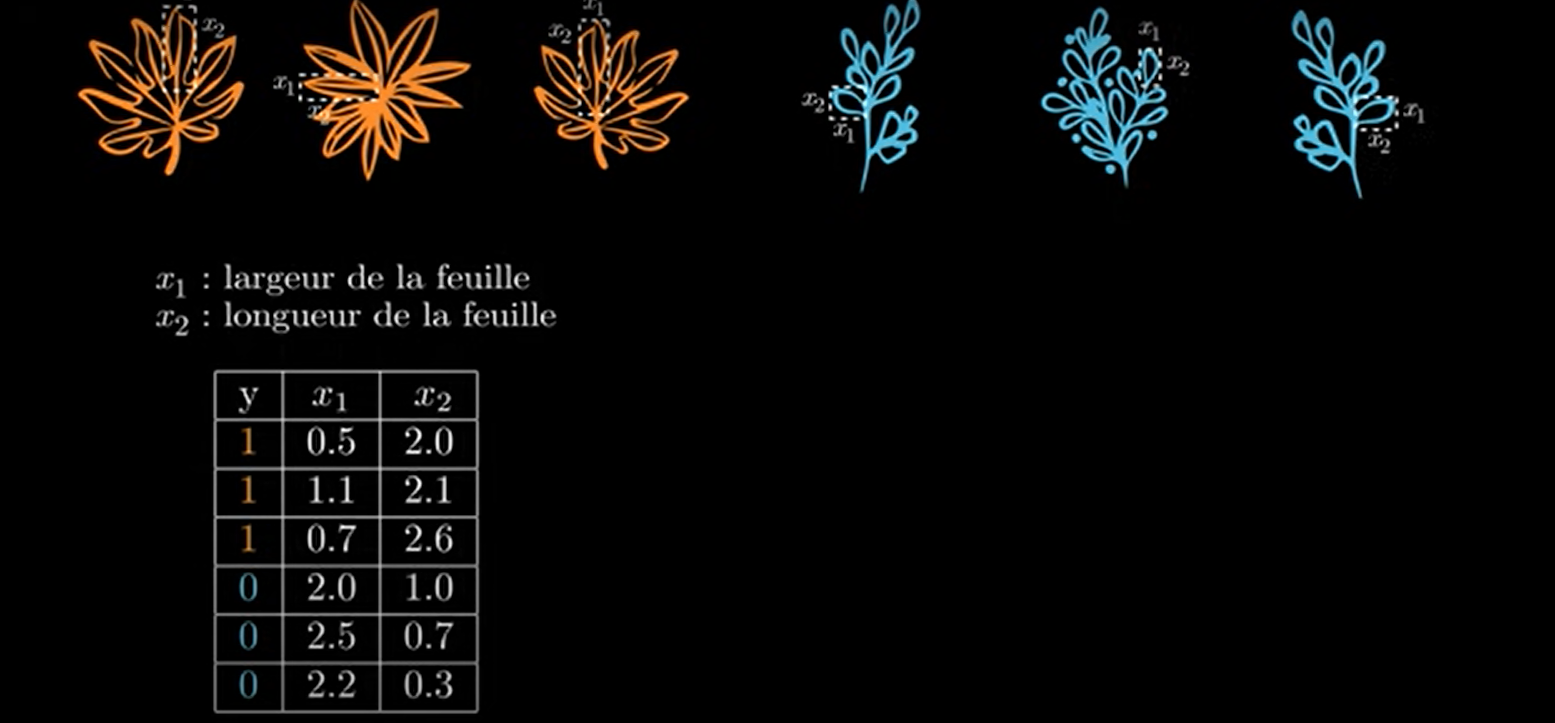 x₂ x₁ x₂ x₁ x₂ x₂ x₁ x₁ x₂ x₁ x₂
x₁ : largeur de la feuille
x₂ : longueur de la feuille
y x₁ x₂
1 0.5 2.0
1 1.1 2.1
1 0.7 2.6
0 2.0 1.0
0 2.5 0.7
0 2.2 0.3